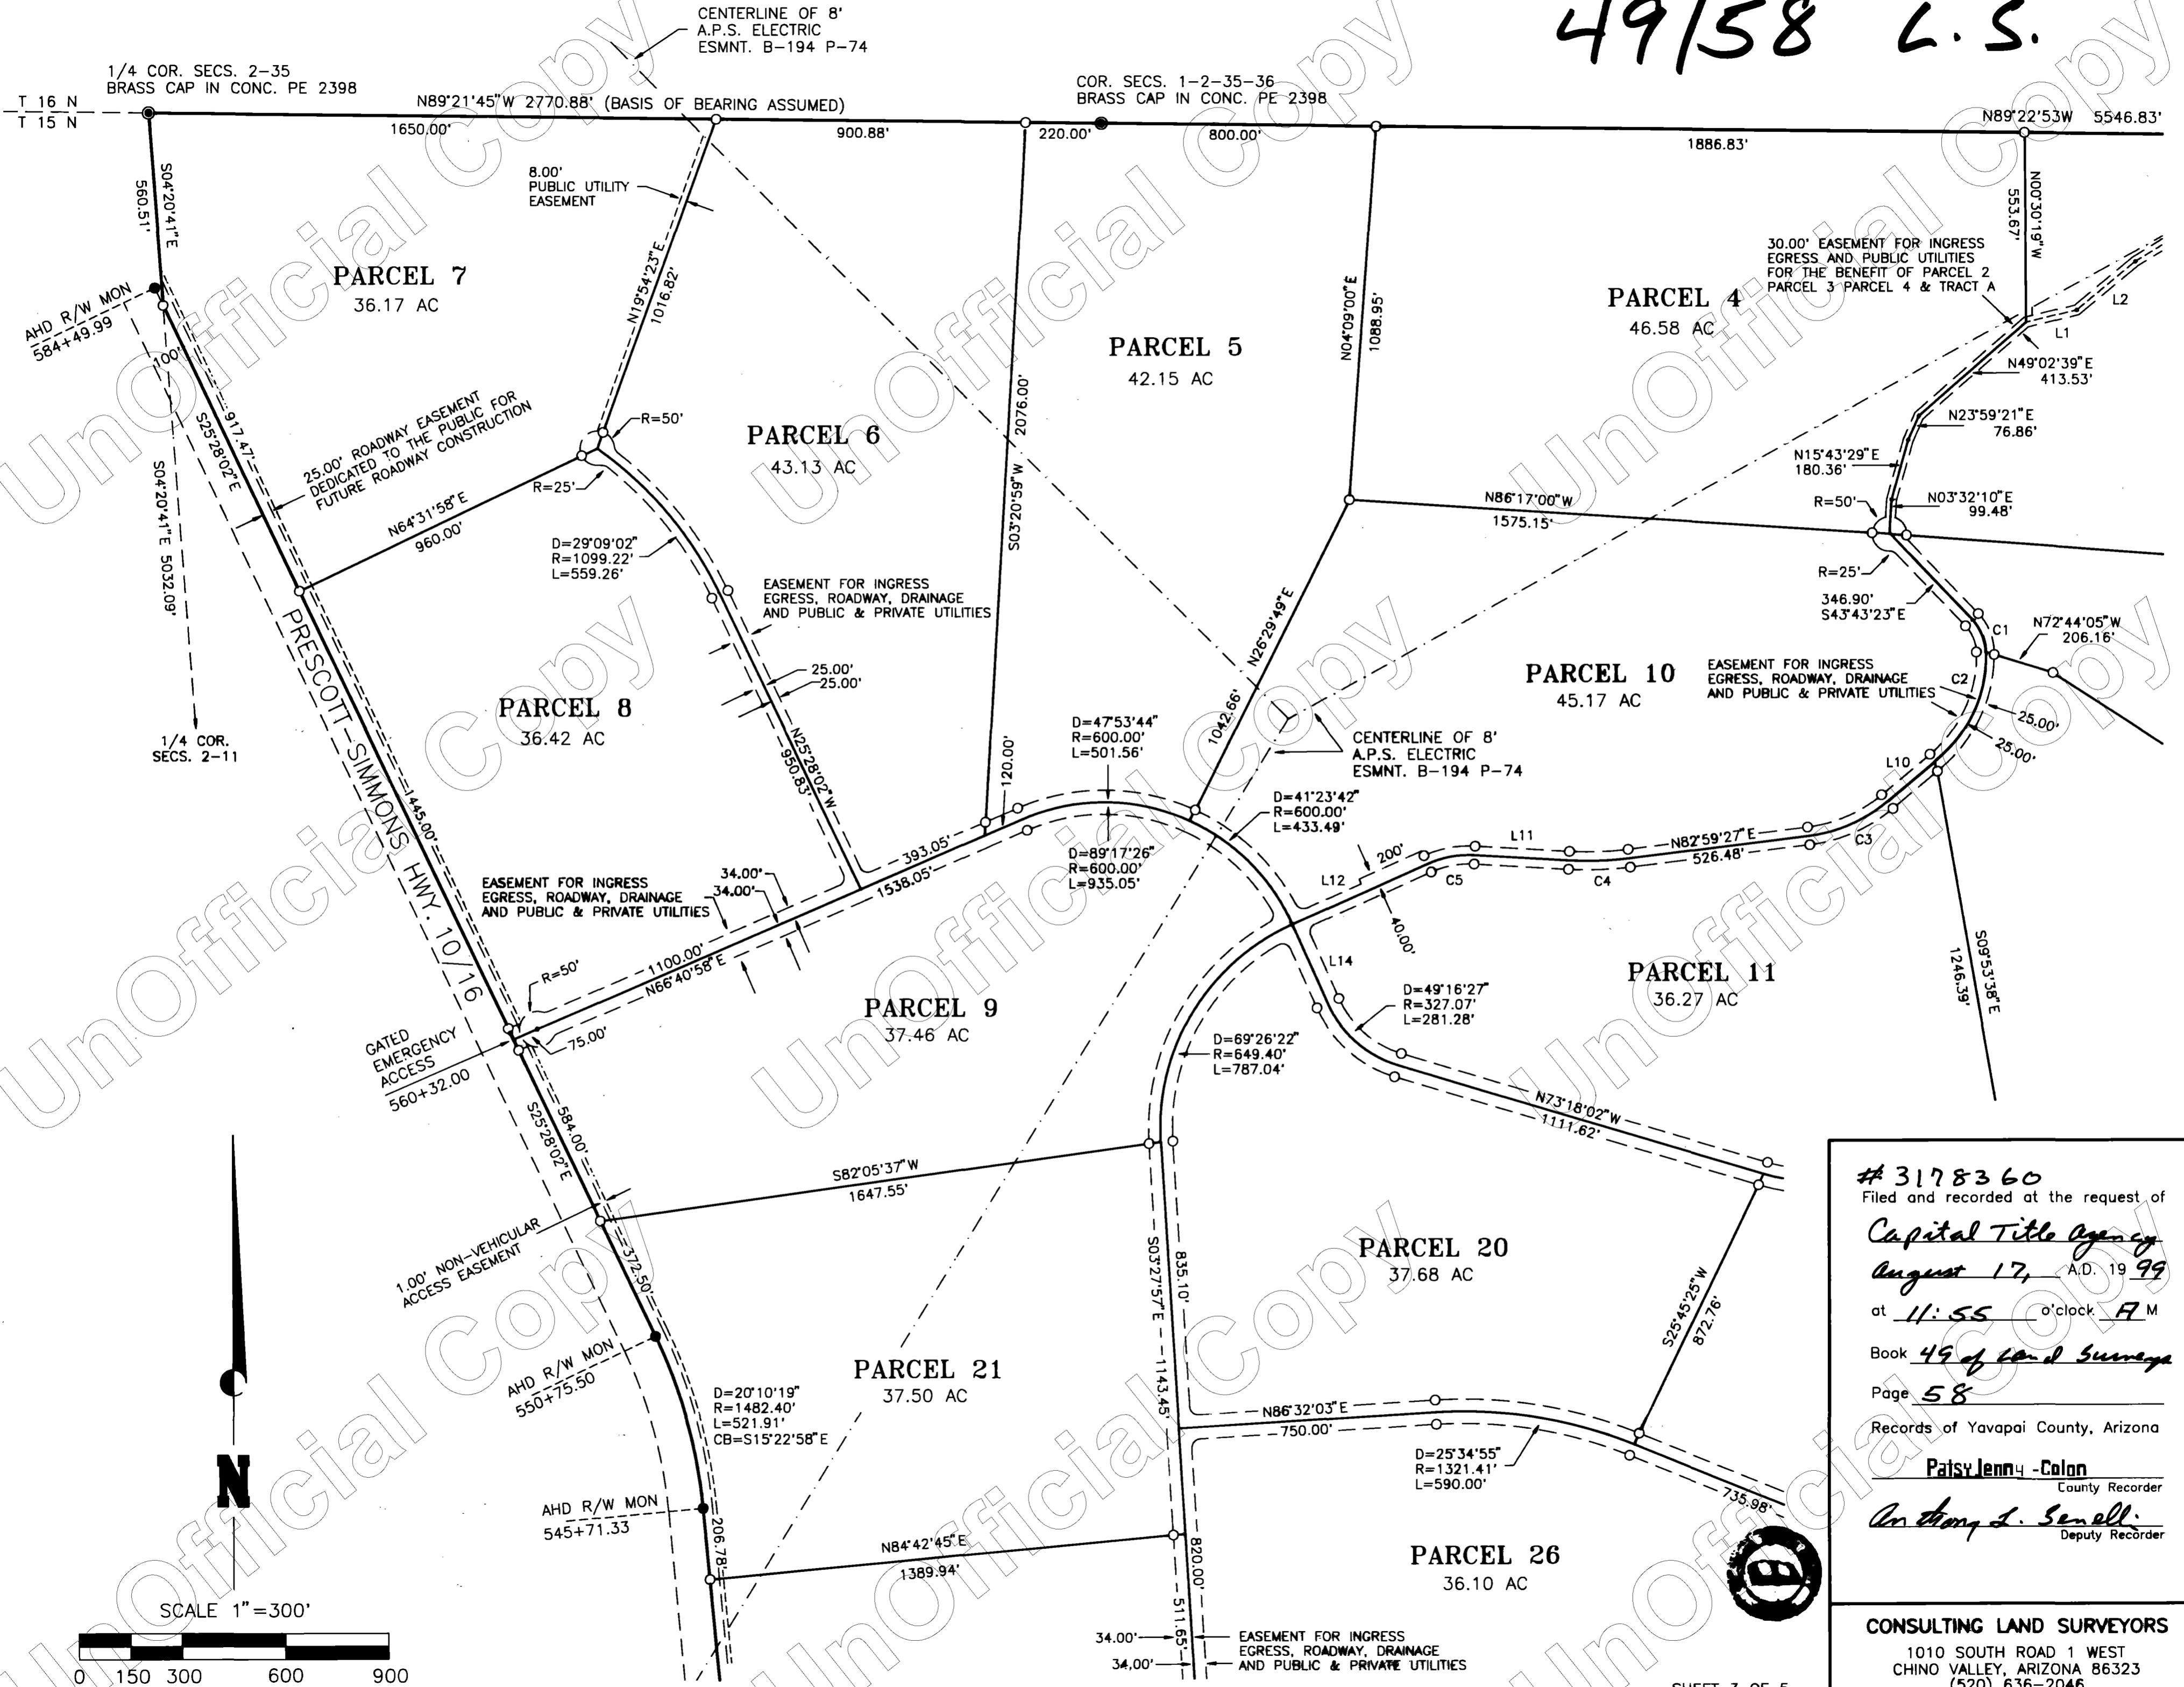 49/58 L.S.
CENTERLINE OF 8'
A.P.S. ELECTRIC
ESMNT. B-194 P-74
1/4 COR. SECS. 2-35
BRASS CAP IN CONC. PE 2398
COR. SECS. 1-2-35-36
BRASS CAP IN CONC. PE 2398
T 16 N
T 15 N
N89°21'45"W 2770.88' (BASIS OF BEARING ASSUMED)
N89°22'53W 5546.83'
1650.00'
900.88'
220.00'
800.00'
1886.83'
S04°20'41"E
560.51'
8.00'
PUBLIC UTILITY
EASEMENT
N00°30'19"W
553.67'
30.00' EASEMENT FOR INGRESS
EGRESS AND PUBLIC UTILITIES
FOR THE BENEFIT OF PARCEL 2
PARCEL 3 PARCEL 4 & TRACT A
PARCEL 7
36.17 AC
N19°54'23"E
1016.82'
AHD R/W MON
584+49.99
100'
PARCEL 5
42.15 AC
N04°09'00"E
1088.95'
PARCEL 4
46.58 AC
L1
L2
N49°02'39"E
413.53'
N23°59'21"E
76.86'
N15°43'29"E
180.36'
R=50'
N03°32'10"E
99.48'
917.47'
S25°28'02"E
25.00' ROADWAY EASEMENT
DEDICATED TO THE PUBLIC FOR
FUTURE ROADWAY CONSTRUCTION
R=50'
R=25'
PARCEL 6
43.13 AC
S03°20'59"W 2076.00'
N86°17'00"W
1575.15'
S04°20'41"E 5032.09'
N64°31'58"E
960.00'
D=29°09'02"
R=1099.22'
L=559.26'
EASEMENT FOR INGRESS
EGRESS, ROADWAY, DRAINAGE
AND PUBLIC & PRIVATE UTILITIES
R=25'
346.90'
S43°43'23"E
C1
N72°44'05"W
206.16'
N26°29'49"E
1042.66'
PARCEL 10
45.17 AC
EASEMENT FOR INGRESS
EGRESS, ROADWAY, DRAINAGE
AND PUBLIC & PRIVATE UTILITIES
C2
25.00'
25.00'
PRESCOTT-SIMMONS HWY. 10/16
1445.00'
PARCEL 8
36.42 AC
25.00'
25.00'
N25°28'02"W
950.83'
1/4 COR.
SECS. 2-11
120.00'
D=47°53'44"
R=600.00'
L=501.56'
CENTERLINE OF 8'
A.P.S. ELECTRIC
ESMNT. B-194 P-74
L10
D=41°23'42"
R=600.00'
L=433.49'
D=89°17'26"
R=600.00'
L=935.05'
393.05'
1538.05'
L12
200'
C5
L11
C4
N82°59'27"E
526.48'
C3
40.00'
EASEMENT FOR INGRESS
EGRESS, ROADWAY, DRAINAGE
AND PUBLIC & PRIVATE UTILITIES
34.00'
34.00'
1100.00'
N66°40'58"E
R=50'
75.00'
L14
PARCEL 9
37.46 AC
PARCEL 11
36.27 AC
S09°53'38"E
1246.39'
GATED
EMERGENCY
ACCESS
560+32.00
D=49°16'27"
R=327.07'
L=281.28'
D=69°26'22"
R=649.40'
L=787.04'
584.00'
S25°28'02"E
N73°18'02"W
1111.62'
S82°05'37"W
1647.55'
1.00' NON-VEHICULAR
ACCESS EASEMENT
372.50'
S03°27'57"E
1143.45'
835.10'
PARCEL 20
37.68 AC
S25°45'25"W
872.76'
AHD R/W MON
550+75.50
D=20°10'19"
R=1482.40'
L=521.91'
CB=S15°22'58"E
PARCEL 21
37.50 AC
N86°32'03"E
750.00'
D=25°34'55"
R=1321.41'
L=590.00'
735.98'
AHD R/W MON
545+71.33
206.78'
N84°42'45"E
1389.94'
820.00'
511.65'
PARCEL 26
36.10 AC
34.00'
34.00'
EASEMENT FOR INGRESS
EGRESS, ROADWAY, DRAINAGE
AND PUBLIC & PRIVATE UTILITIES
N
SCALE 1"=300'
0 150 300 600 900
# 3178360
Filed and recorded at the request of
Capital Title Agency
August 17, A.D. 19 99
at 11:55 o'clock A M
Book 49 of Land Surveys
Page 58
Records of Yavapai County, Arizona
Patsy Jenny-Colon
County Recorder
Deputy Recorder
CONSULTING LAND SURVEYORS
1010 SOUTH ROAD 1 WEST
CHINO VALLEY, ARIZONA 86323
(520) 636-2046
SHEET 3 OF 5
UnOfficial Copy
UnOfficial Copy
UnOfficial Copy
UnOfficial Copy
UnOfficial Copy
UnOfficial Copy
UnOfficial Copy
UnOfficial Copy
UnOfficial Copy